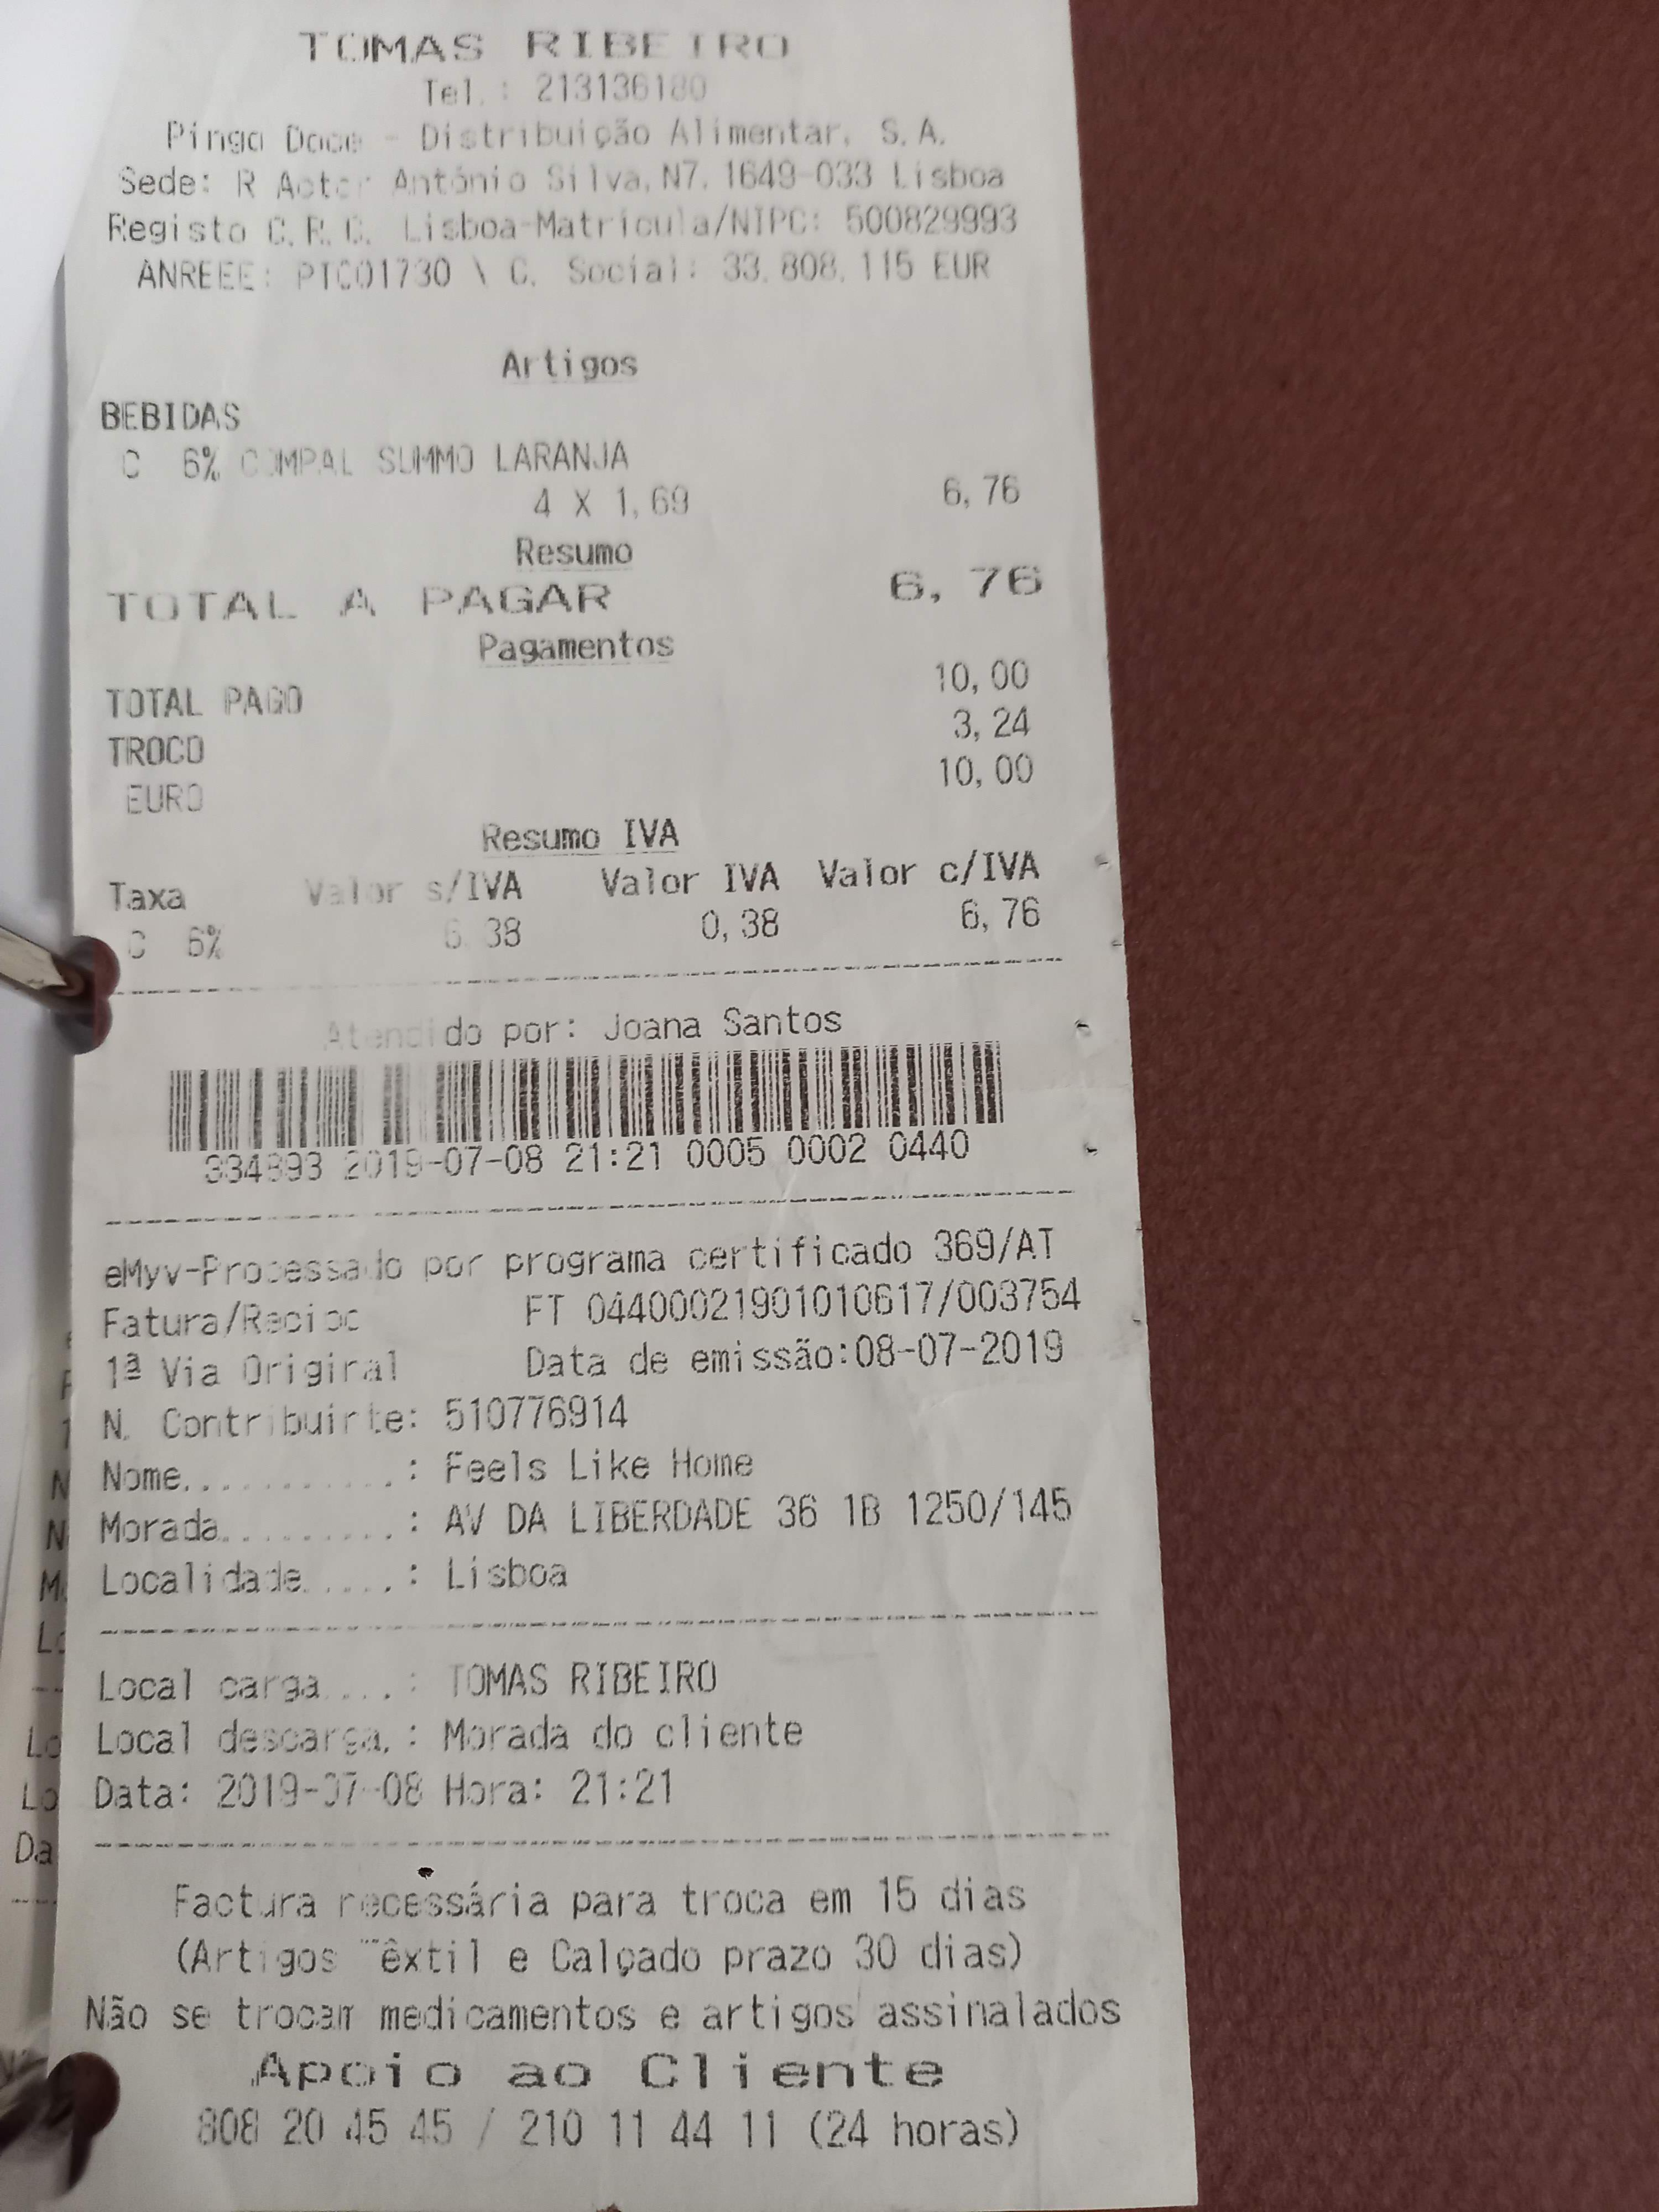 TOMAS RIBEIRO
Tel.: 213136180
Pingo Doce - Distribuição Alimentar, S.A.
Sede: R Actor António Silva,N7, 1649-033 Lisboa
Registo C.R.C. Lisboa-Matrícula/NIPC: 500829993
ANREEE: PT001730 \ C. Social: 33.808.115 EUR
Artigos
BEBIDAS
C 6% COMPAL SUMMO LARANJA
4 X 1,69 6,76
Resumo
TOTAL A PAGAR 6,76
Pagamentos
TOTAL PAGO 10,00
TROCO 3,24
EURO 10,00
Resumo IVA
Taxa Valor s/IVA Valor IVA Valor c/IVA
C 6% 6,38 0,38 6,76
Atendido por: Joana Santos
2019-07-08 21:21 0005 0002 0440
eMyv-Processado por programa certificado 369/AT
Fatura/Recibo FT 04400021901010617/003754
1ª Via Original Data de emissão:08-07-2019
N. Contribuinte: 510776914
Nome...........: Feels Like Home
Morada.........: AV DA LIBERDADE 36 1B 1250/145
Localidade.....: Lisboa
Local carga....: TOMAS RIBEIRO
Local descarga.: Morada do cliente
Data: 2019-07-08 Hora: 21:21
Factura necessária para troca em 15 dias
(Artigos Têxtil e Calçado prazo 30 dias)
Não se trocam medicamentos e artigos assinalados
Apoio ao Cliente
808 20 45 45 / 210 11 44 11 (24 horas)